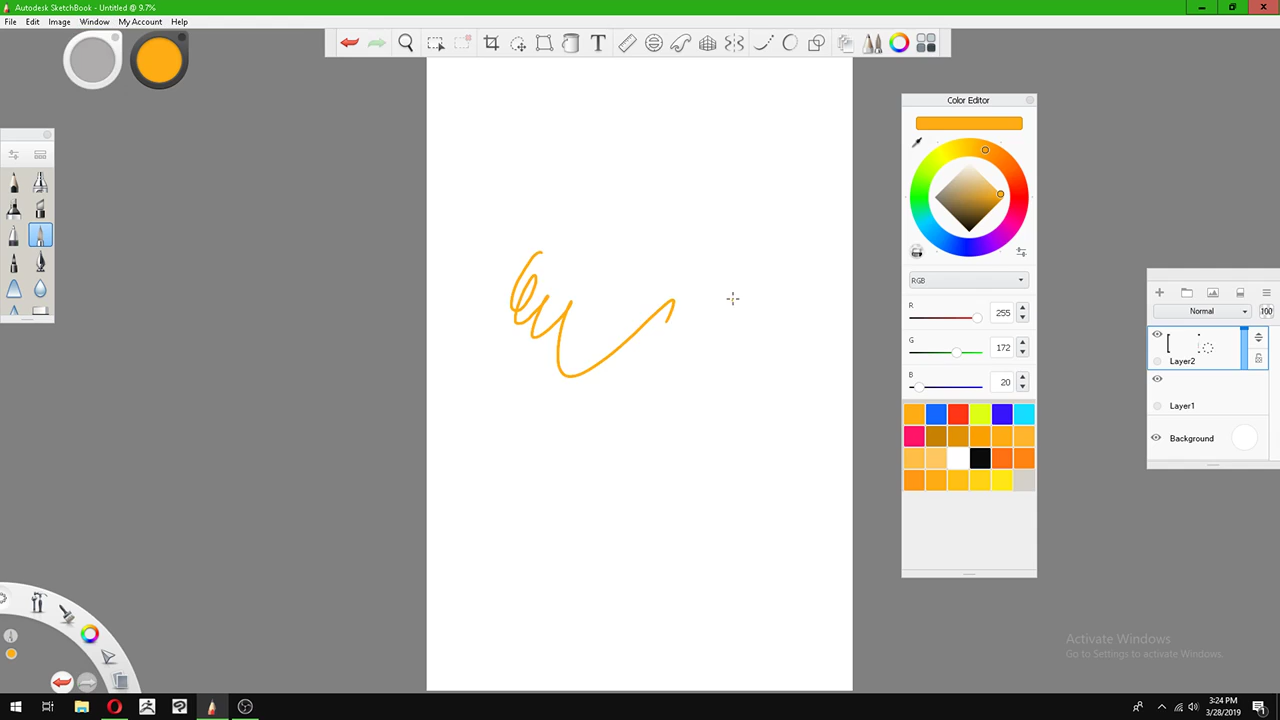 Autodesk SketchBook - Untitled @ 9.7%
File Edit Image Window My Account Help
Color Editor
RGB
R 255
G 172
B 20
Normal 100
Layer2
Layer1
Background
Activate Windows
Go to Settings to activate Windows.
3:24 PM
3/28/2019